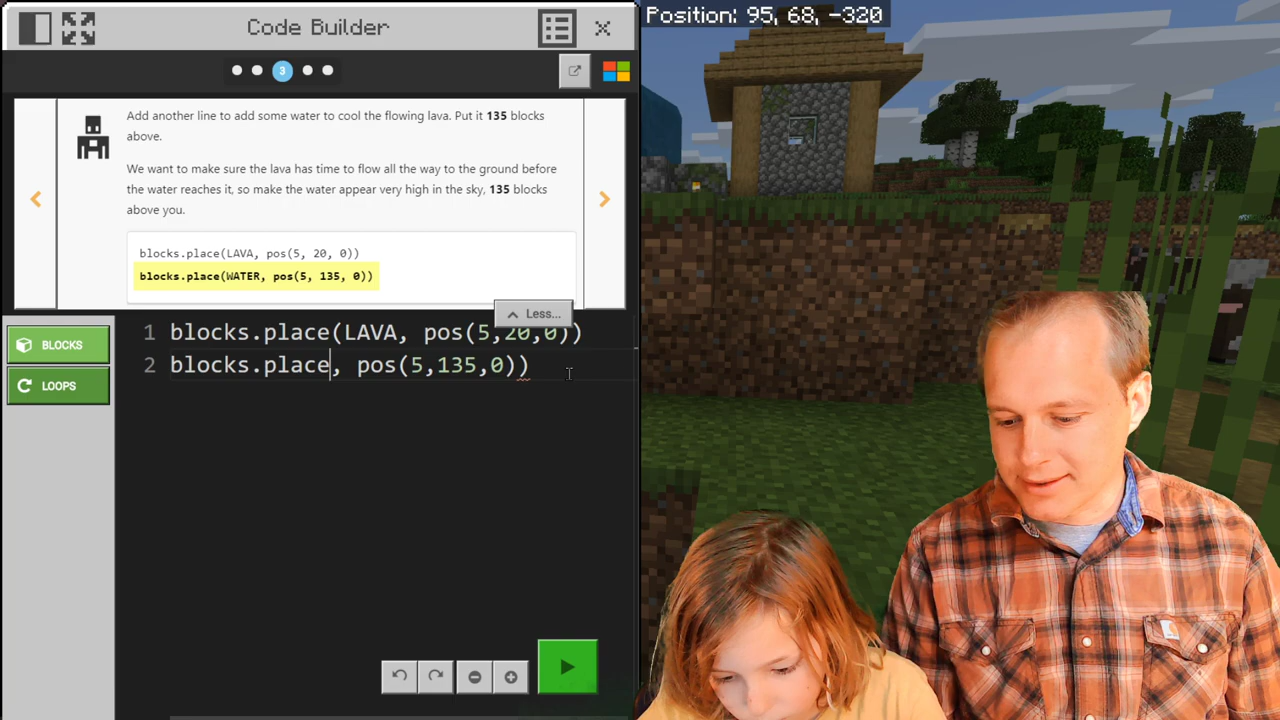 Code Builder
Position: 95, 68, -320
3
Add another line to add some water to cool the flowing lava. Put it 135 blocks
above.
We want to make sure the lava has time to flow all the way to the ground before
the water reaches it, so make the water appear very high in the sky, 135 blocks
above you.
blocks.place(LAVA, pos(5, 20, 0))
blocks.place(WATER, pos(5, 135, 0))
Less...
BLOCKS
LOOPS
1 blocks.place(LAVA, pos(5,20,0))
2 blocks.place, pos(5,135,0))